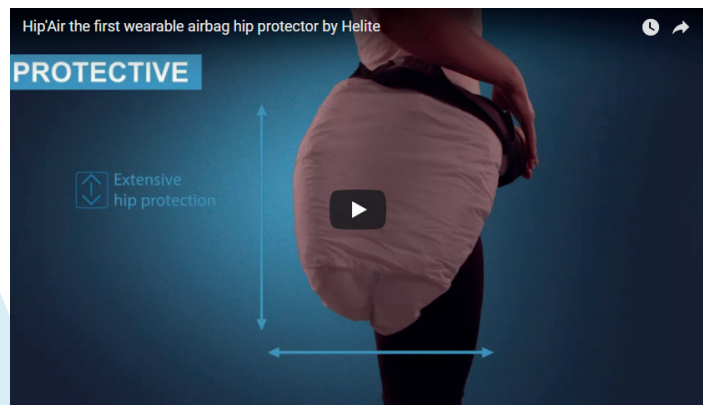 Hip'Air the first wearable airbag hip protector by Helite
PROTECTIVE
Extensive
hip protection